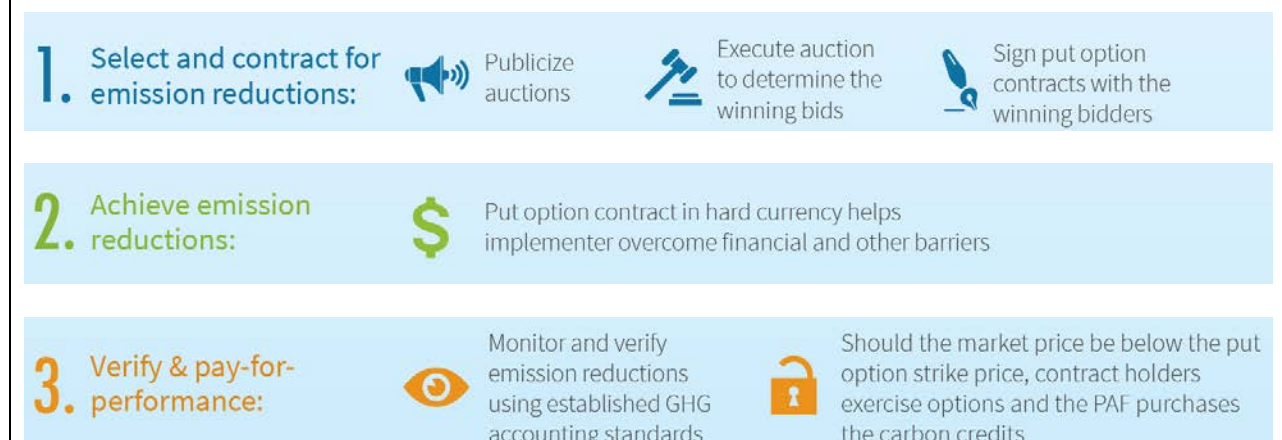 1. Select and contract for
emission reductions:
Publicize
auctions
Execute auction
to determine the
winning bids
Sign put option
contracts with the
winning bidders
2. Achieve emission
reductions:
$
Put option contract in hard currency helps
implementer overcome financial and other barriers
3. Verify & pay-for-
performance:
Monitor and verify
emission reductions
using established GHG
accounting standards
Should the market price be below the put
option strike price, contract holders
exercise options and the PAF purchases
the carbon credits